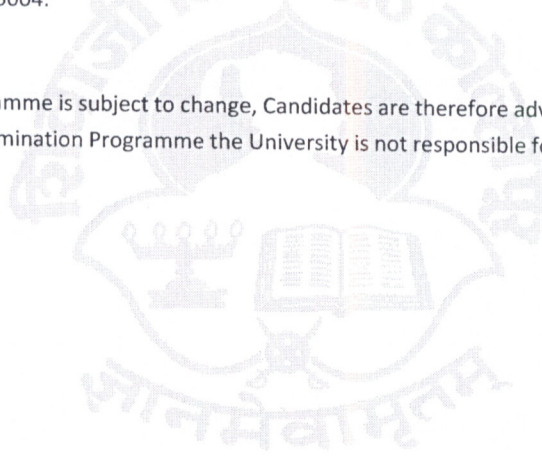 शिवाजी
को
mme is subject to change, Candidates are therefore adv
mination Programme the University is not responsible f
ज्ञानमेवामृतम्